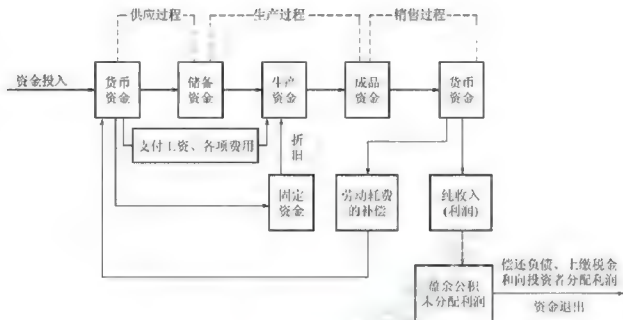 供应过程
生产过程
销售过程
资金投入
货币
资金
储备
资金
生产
资金
成品
资金
货币
资金
支付工资、各项费用
折
旧
固定
资金
劳动耗费
的补偿
纯收入
(利润)
盈余公积
未分配利润
偿还负债、上缴税金
和向投资者分配利润
资金退出